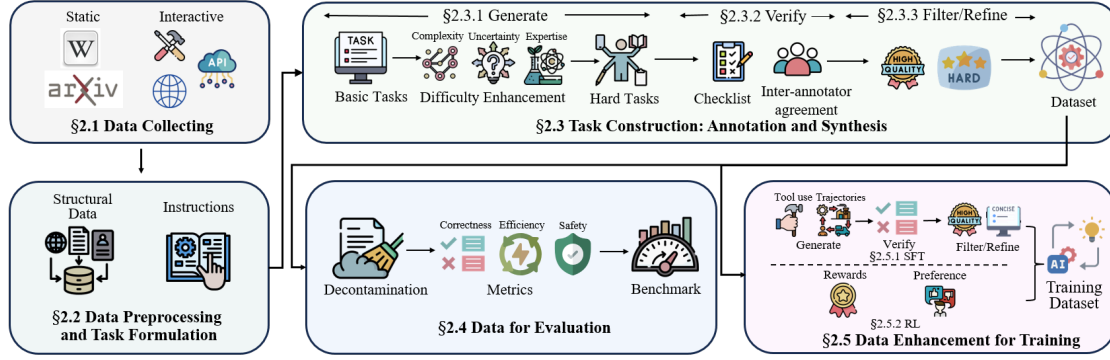 Static
Interactive
W
arXiv
API
§2.1 Data Collecting
Structural
Data
Instructions
§2.2 Data Preprocessing
and Task Formulation
§2.3.1 Generate
§2.3.2 Verify
§2.3.3 Filter/Refine
TASK
Complexity
Uncertainty
Expertise
HIGH
QUALITY
HARD
Basic Tasks
Difficulty Enhancement
Hard Tasks
Checklist
Inter-annotator
agreement
Dataset
§2.3 Task Construction: Annotation and Synthesis
Correctness
Efficiency
Safety
Decontamination
Metrics
Benchmark
§2.4 Data for Evaluation
Tool use
Trajectories
HIGH
QUALITY
CONCISE
Generate
Verify
Filter/Refine
§2.5.1 SFT
Rewards
Preference
AI
Training
Dataset
§2.5.2 RL
§2.5 Data Enhancement for Training